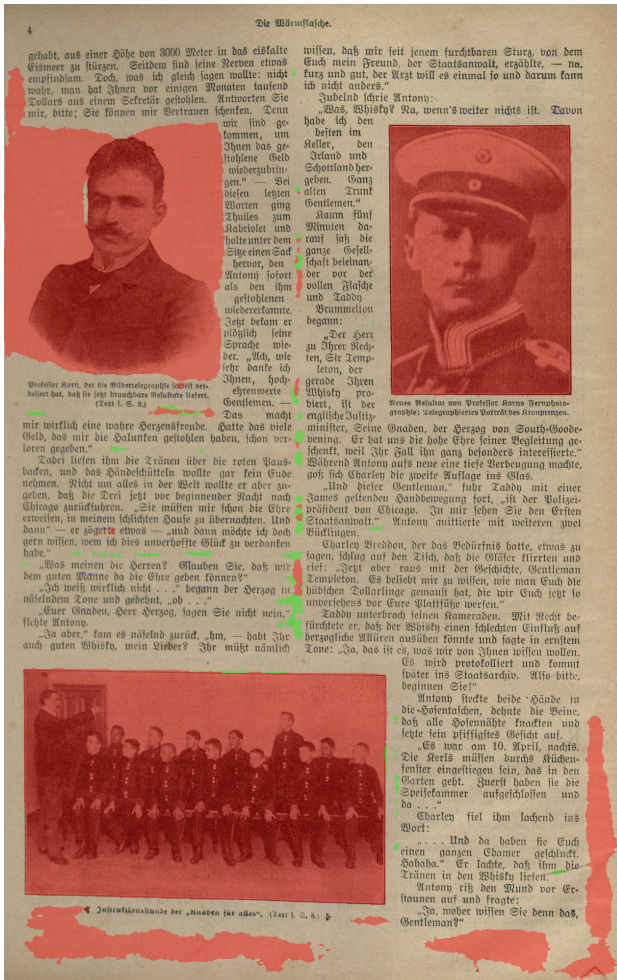 4
Die Wärmflasche.
gehabt, aus einer Höhe von 3000 Meter in das eiskalte
Eismeer zu stürzen. Seitdem sind seine Nerven etwas
empfindsam. Doch, was ich gleich sagen wollte: nicht
wahr, man hat Ihnen vor einigen Monaten tausend
Dollars aus einem Sekretär gestohlen. Antworten Sie
mir, bitte; Sie können mir Vertrauen schenken. Denn
wir sind ge-
kommen, um
Ihnen das ge-
stohlene Geld
wiederzubrin-
gen.“ — Bei
diesen letzten
Worten ging
Thuiles zum
Kabriolet und
holte unter dem
Sitze einen Sack
hervor, den
Antony sofort
als den ihm
gestohlenen
wiedererkannte.
Jetzt bekam er
plötzlich seine
Sprache wie-
der. „Ach, wie
sehr danke ich
Ihnen, hoch-
ehrenwerte
Gentlemen. —
Das macht
Professor Korn, der die Bildertelegraphie soweit ver-
bessert hat, daß sie jetzt brauchbare Resultate liefert.
(Text s. S. 8.)
mir wirklich eine wahre Herzensfreude. Hatte das viele
Geld, das mir die Halunken gestohlen haben, schon ver-
loren gegeben.“
Dabei liefen ihm die Tränen über die roten Paus-
backen, und das Händeschütteln wollte gar kein Ende
nehmen. Nicht um alles in der Welt wollte er aber zu-
geben, daß die Drei jetzt vor beginnender Nacht nach
Chicago zurückfuhren. „Sie müssen mir schon die Ehre
erweisen, in meinem schlichten Hause zu übernachten. Und
dann“ — er zögerte etwas — „und dann möchte ich doch
gern wissen, wem ich dies unverhoffte Glück zu verdanken
habe.“
„Was meinen die Herren? Glauben Sie, daß wir
dem guten Manne da die Ehre geben können?“
„Ich weiß wirklich nicht . . .“ begann der Herzog in
näselndem Tone und gedehnt, „ob . . .“
„Euer Gnaden, Herr Herzog, sagen Sie nicht nein,“
flehte Antony.
„Ja aber,“ kam es näselnd zurück, „hm, — habt Ihr
auch guten Whisky, mein Lieber? Ihr müßt nämlich
Instruktionsstunde der „Knaben für alles“. (Text s. S. 8.)
wissen, daß mir seit jenem furchtbaren Sturz, von dem
Euch mein Freund, der Staatsanwalt, erzählte, — na,
kurz und gut, der Arzt will es einmal so und darum kann
ich nicht anders.“
Jubelnd schrie Antony:
„Was, Whisky? Na, wenn's weiter nichts ist. Davon
habe ich den
besten im
Keller, den
Irland und
Schottland her-
geben. Ganz
alten Trunk
Gentlemen.“
Kaum fünf
Minuten da-
rauf saß die
ganze Gesell-
schaft beieinan-
der vor der
vollen Flasche
und Taddy
Brummelton
begann:
„Der Herr
zu Ihrer Rech-
ten, Sir Temp-
leton, der
gerade Ihren
Whisky pro-
biert, ist der
englische Justiz-
Neues Resultat von Professor Korns Fernphoto-
graphie: Telegraphiertes Porträt des Kronprinzen.
minister, Seine Gnaden, der Herzog von South-Goode-
vening. Er hat uns die hohe Ehre seiner Begleitung ge-
schenkt, weil Ihr Fall ihn ganz besonders interessierte.“
Während Antony aufs neue eine tiefe Verbeugung machte,
goß sich Charley die zweite Auflage ins Glas.
„Und dieser Gentleman,“ fuhr Taddy mit einer
James geltenden Handbewegung fort, „ist der Polizei-
präsident von Chicago. In mir sehen Sie den Ersten
Staatsanwalt.“ Antony quittierte mit weiteren zwei
Bücklingen.
Charley Breddon, der das Bedürfnis hatte, etwas zu
sagen, schlug auf den Tisch, daß die Gläser klirrten und
rief: „Jetzt aber raus mit der Geschichte, Gentleman
Templeton. Es beliebt mir zu wissen, wie man Euch die
hübschen Dollarlinge gemaust hat, die wir Euch jetzt so
unversehens vor Eure Plattfüße werfen.“
Taddy unterbrach seinen Kameraden. Mit Recht be-
fürchtete er, daß der Whisky einen schlechten Einfluß auf
herzogliche Allüren ausüben könnte und sagte in ernstem
Tone: „Ja, das ist es, was wir von Ihnen wissen wollen.
Es wird protokolliert und kommt
später ins Staatsarchiv. Also bitte,
beginnen Sie!“
Antony steckte beide Hände in
die Hosentaschen, dehnte die Beine,
daß alle Hosennähte knackten und
setzte sein pfiffigstes Gesicht auf.
„Es war am 10. April, nachts.
Die Kerls müssen durchs Küchen-
fenster eingestiegen sein, das in den
Garten geht. Zuerst haben sie die
Speisekammer aufgeschlossen und
da . . .“
Charley fiel ihm lachend ins
Wort:
„. . . Und da haben sie Euch
einen ganzen Edamer geschluckt.
Hahaha.“ Er lachte, daß ihm die
Tränen in den Whisky liefen.
Antony riß den Mund vor Er-
staunen auf und fragte:
„Ja, woher wissen Sie denn das,
Gentleman?“